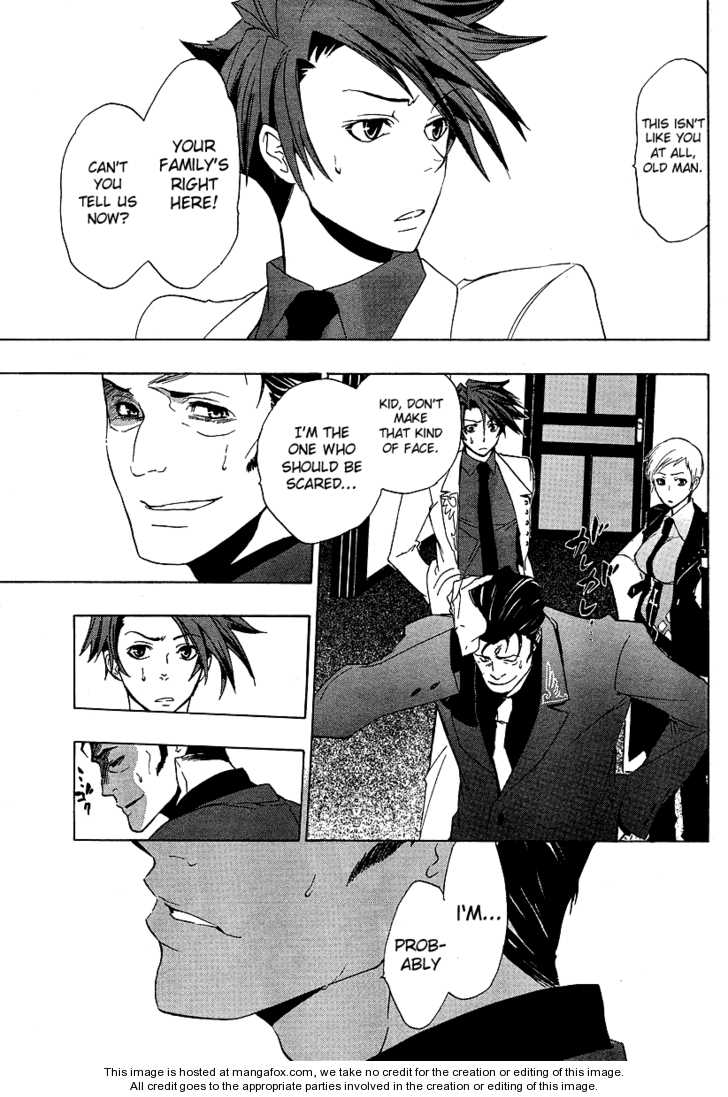 THIS ISN'T
LIKE YOU
AT ALL,
OLD MAN.
YOUR
FAMILY'S
RIGHT
HERE!
CAN'T
YOU
TELL US
NOW?
KID, DON'T
MAKE
THAT KIND
OF FACE.
I'M THE
ONE WHO
SHOULD BE
SCARED...
I'M...
PROB-
ABLY
This image is hosted at mangafox.com, we take no credit for the creation or editing of this image.
All credit goes to the appropriate parties involved in the creation or editing of this image.